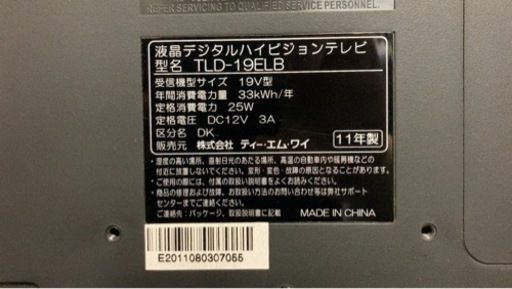 REFER SERVICING TO QUALIFIED SERVICE PERSONNEL.
液晶デジタルハイビジョンテレビ
型名 TLD-19ELB
受信機型サイズ 19V型
年間消費電力量 33kWh/年
定格消費電力 25W
定格電圧 DC12V 3A
区分名 DK
販売元 株式会社 ティー・エム・ワイ
11年製
・湿度の高い場所、直射日光のあたる場所、高温の自動車内や暖房機などの
付近に放置しないでください。変形・変色・故障の原因となることがあります。
・ご使用の際には、付属の取扱い説明書をよくお読みください。
・商品の修理および故障、お取扱い方法のお問い合わせ等は弊社サポート
センターまでご連絡ください。
ご連絡先：パッケージ、取扱説明書に記載
MADE IN CHINA
E2011080307055